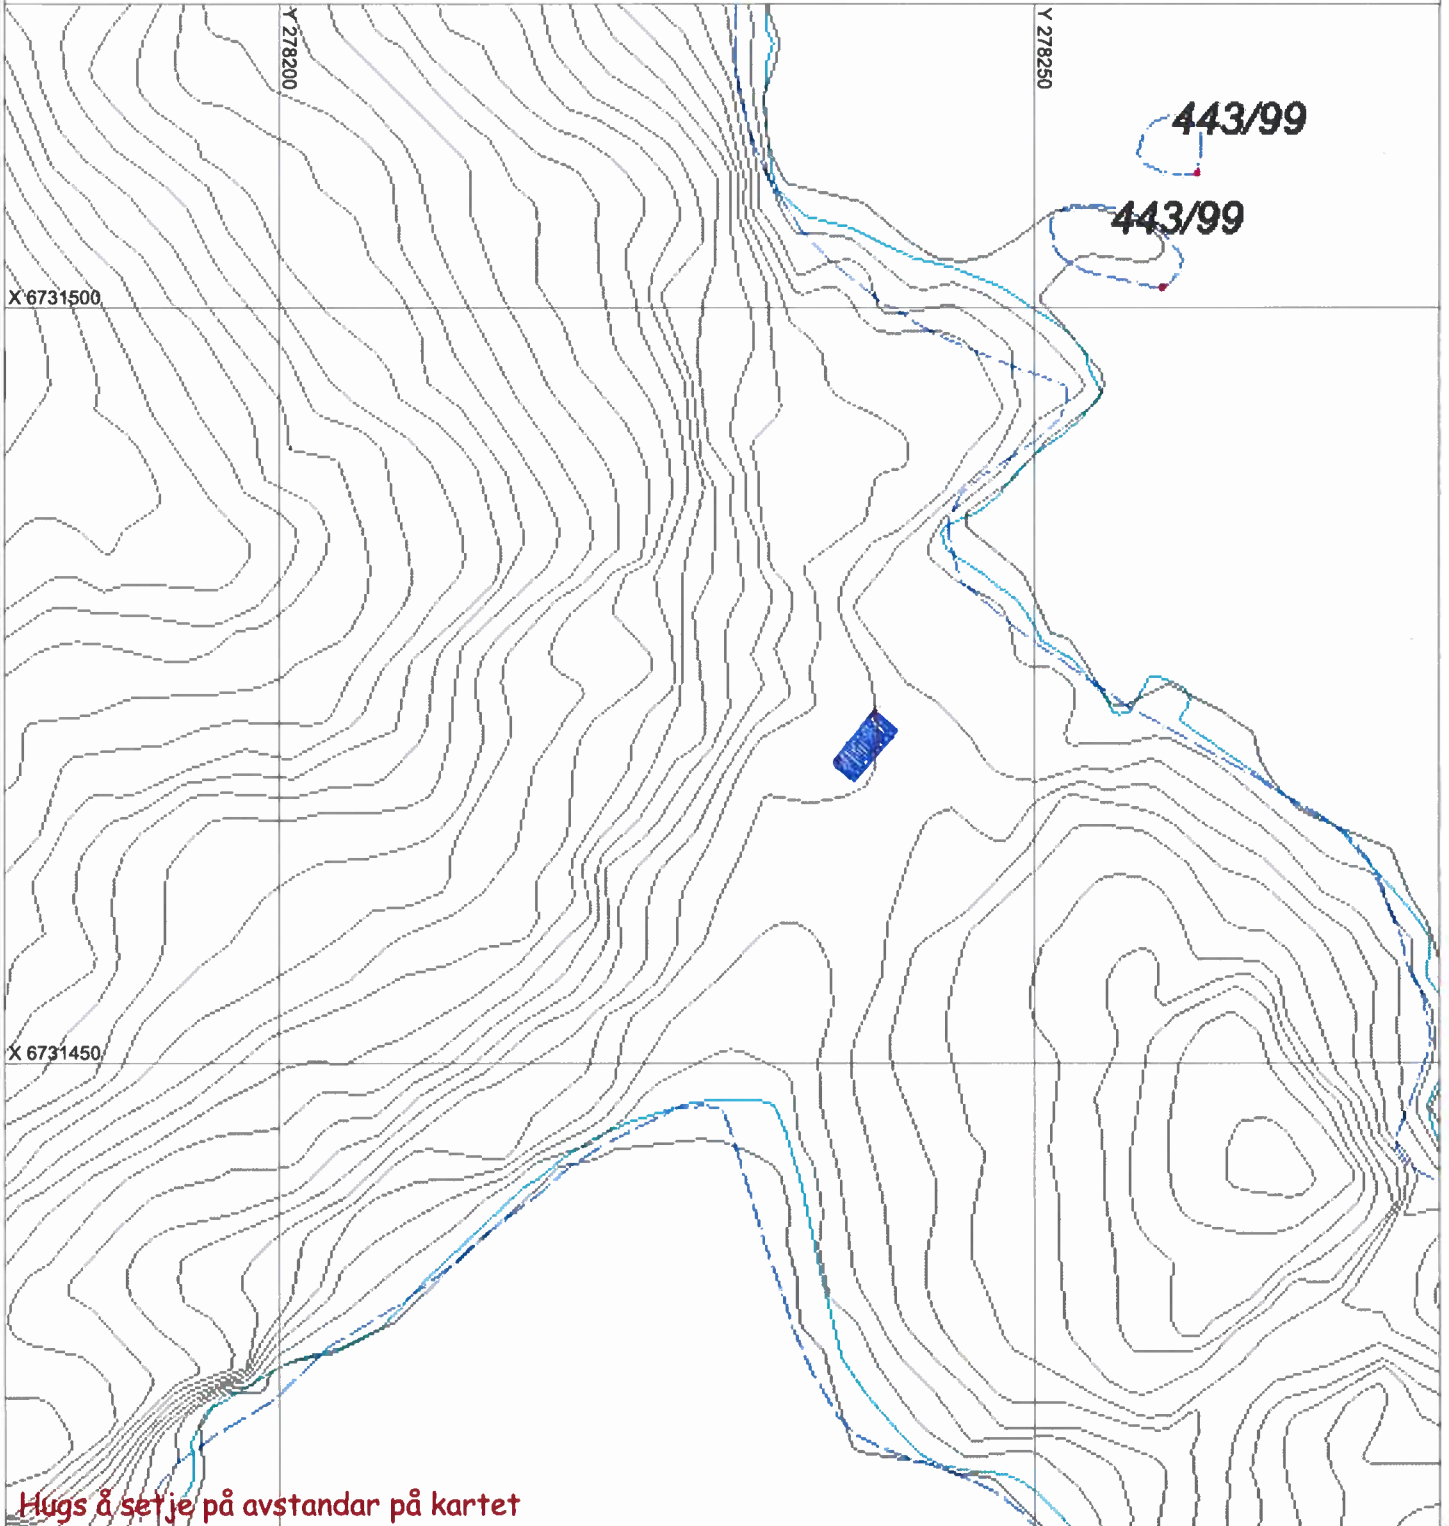 Y 278200
Y 278250
443/99
443/99
X 6731500
X 6731450
Hugs å setje på avstandar på kartet